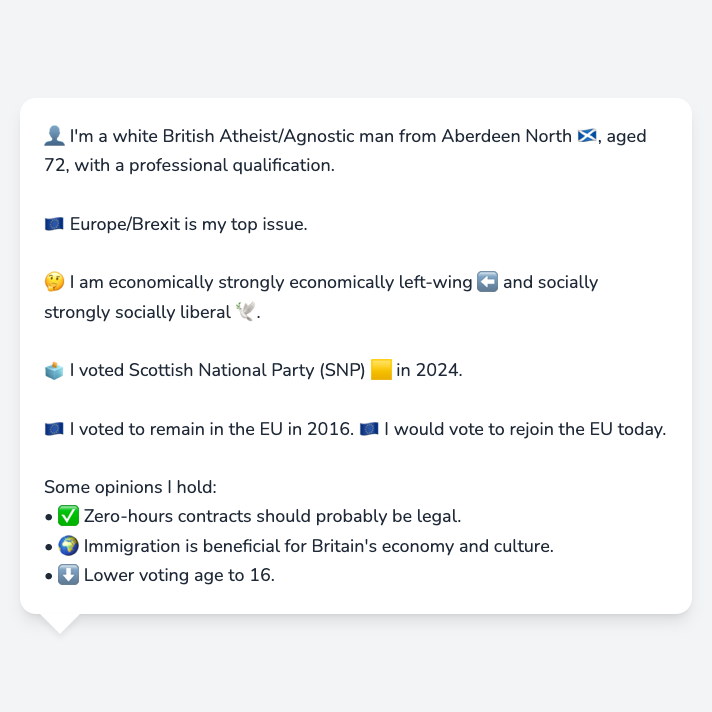 👤 I'm a white British Atheist/Agnostic man from Aberdeen North 🏴󠁧󠁢󠁳󠁣󠁴󠁿, aged
72, with a professional qualification.
🇪🇺 Europe/Brexit is my top issue.
🤔 I am economically strongly economically left-wing ⬅️ and socially
strongly socially liberal 🕊️.
🗳️ I voted Scottish National Party (SNP) 🟨 in 2024.
🇪🇺 I voted to remain in the EU in 2016. 🇪🇺 I would vote to rejoin the EU today.
Some opinions I hold:
• ✅ Zero-hours contracts should probably be legal.
• 🌍 Immigration is beneficial for Britain's economy and culture.
• ⬇️ Lower voting age to 16.